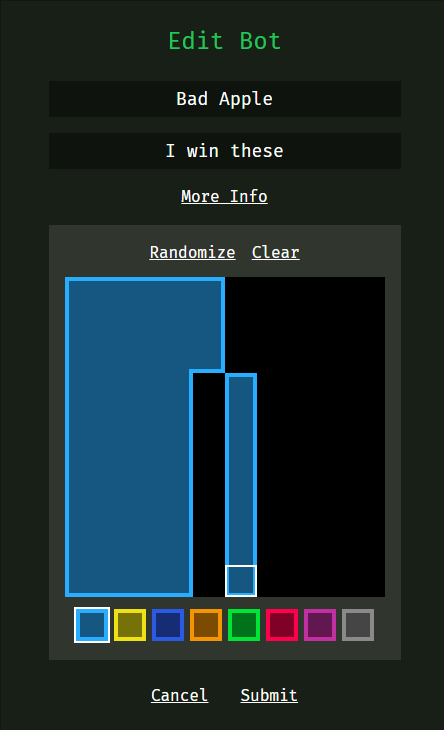 Edit Bot
Bad Apple
I win these
More Info
Randomize Clear
Cancel Submit